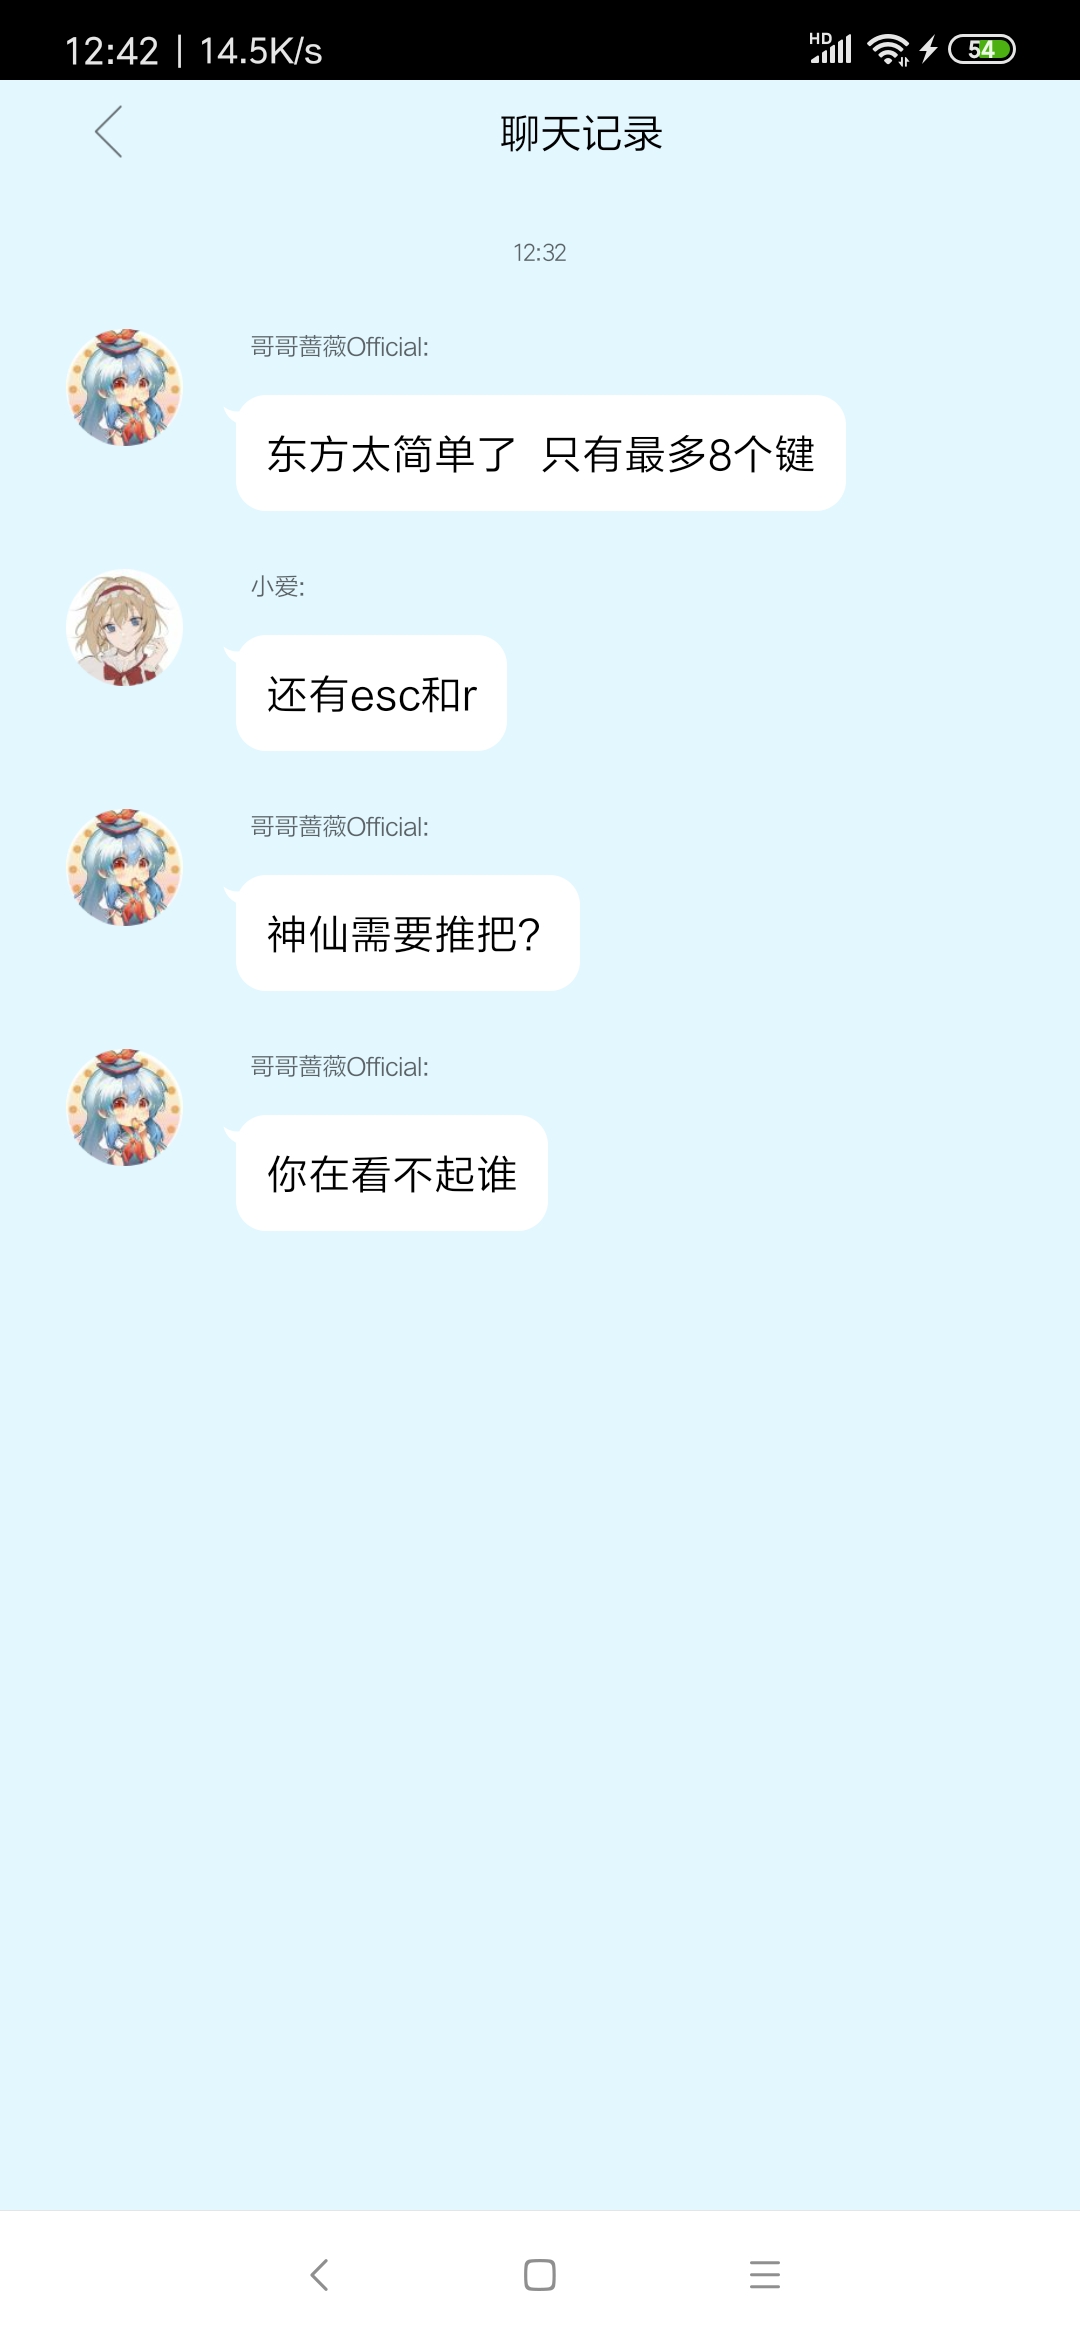 12:42 | 14.5K/s
HD
54
聊天记录
12:32
哥哥蔷薇Official:
东方太简单了 只有最多8个键
小爱:
还有esc和r
哥哥蔷薇Official:
神仙需要推把？
哥哥蔷薇Official:
你在看不起谁